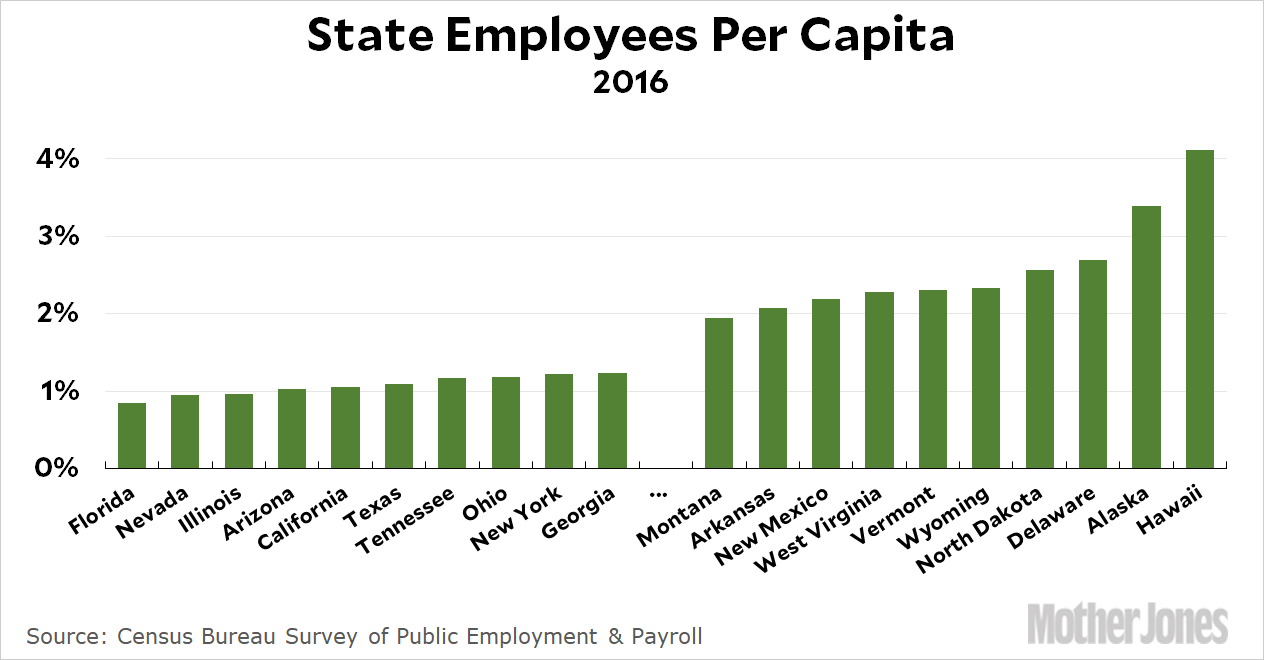 State Employees Per Capita
2016
4%
3%
2%
1%
0%
Florida
Nevada
Illinois
Arizona
California
Texas
Tennessee
Ohio
New York
Georgia
...
Montana
Arkansas
New Mexico
West Virginia
Vermont
Wyoming
North Dakota
Delaware
Alaska
Hawaii
Source: Census Bureau Survey of Public Employment & Payroll
Mother Jones